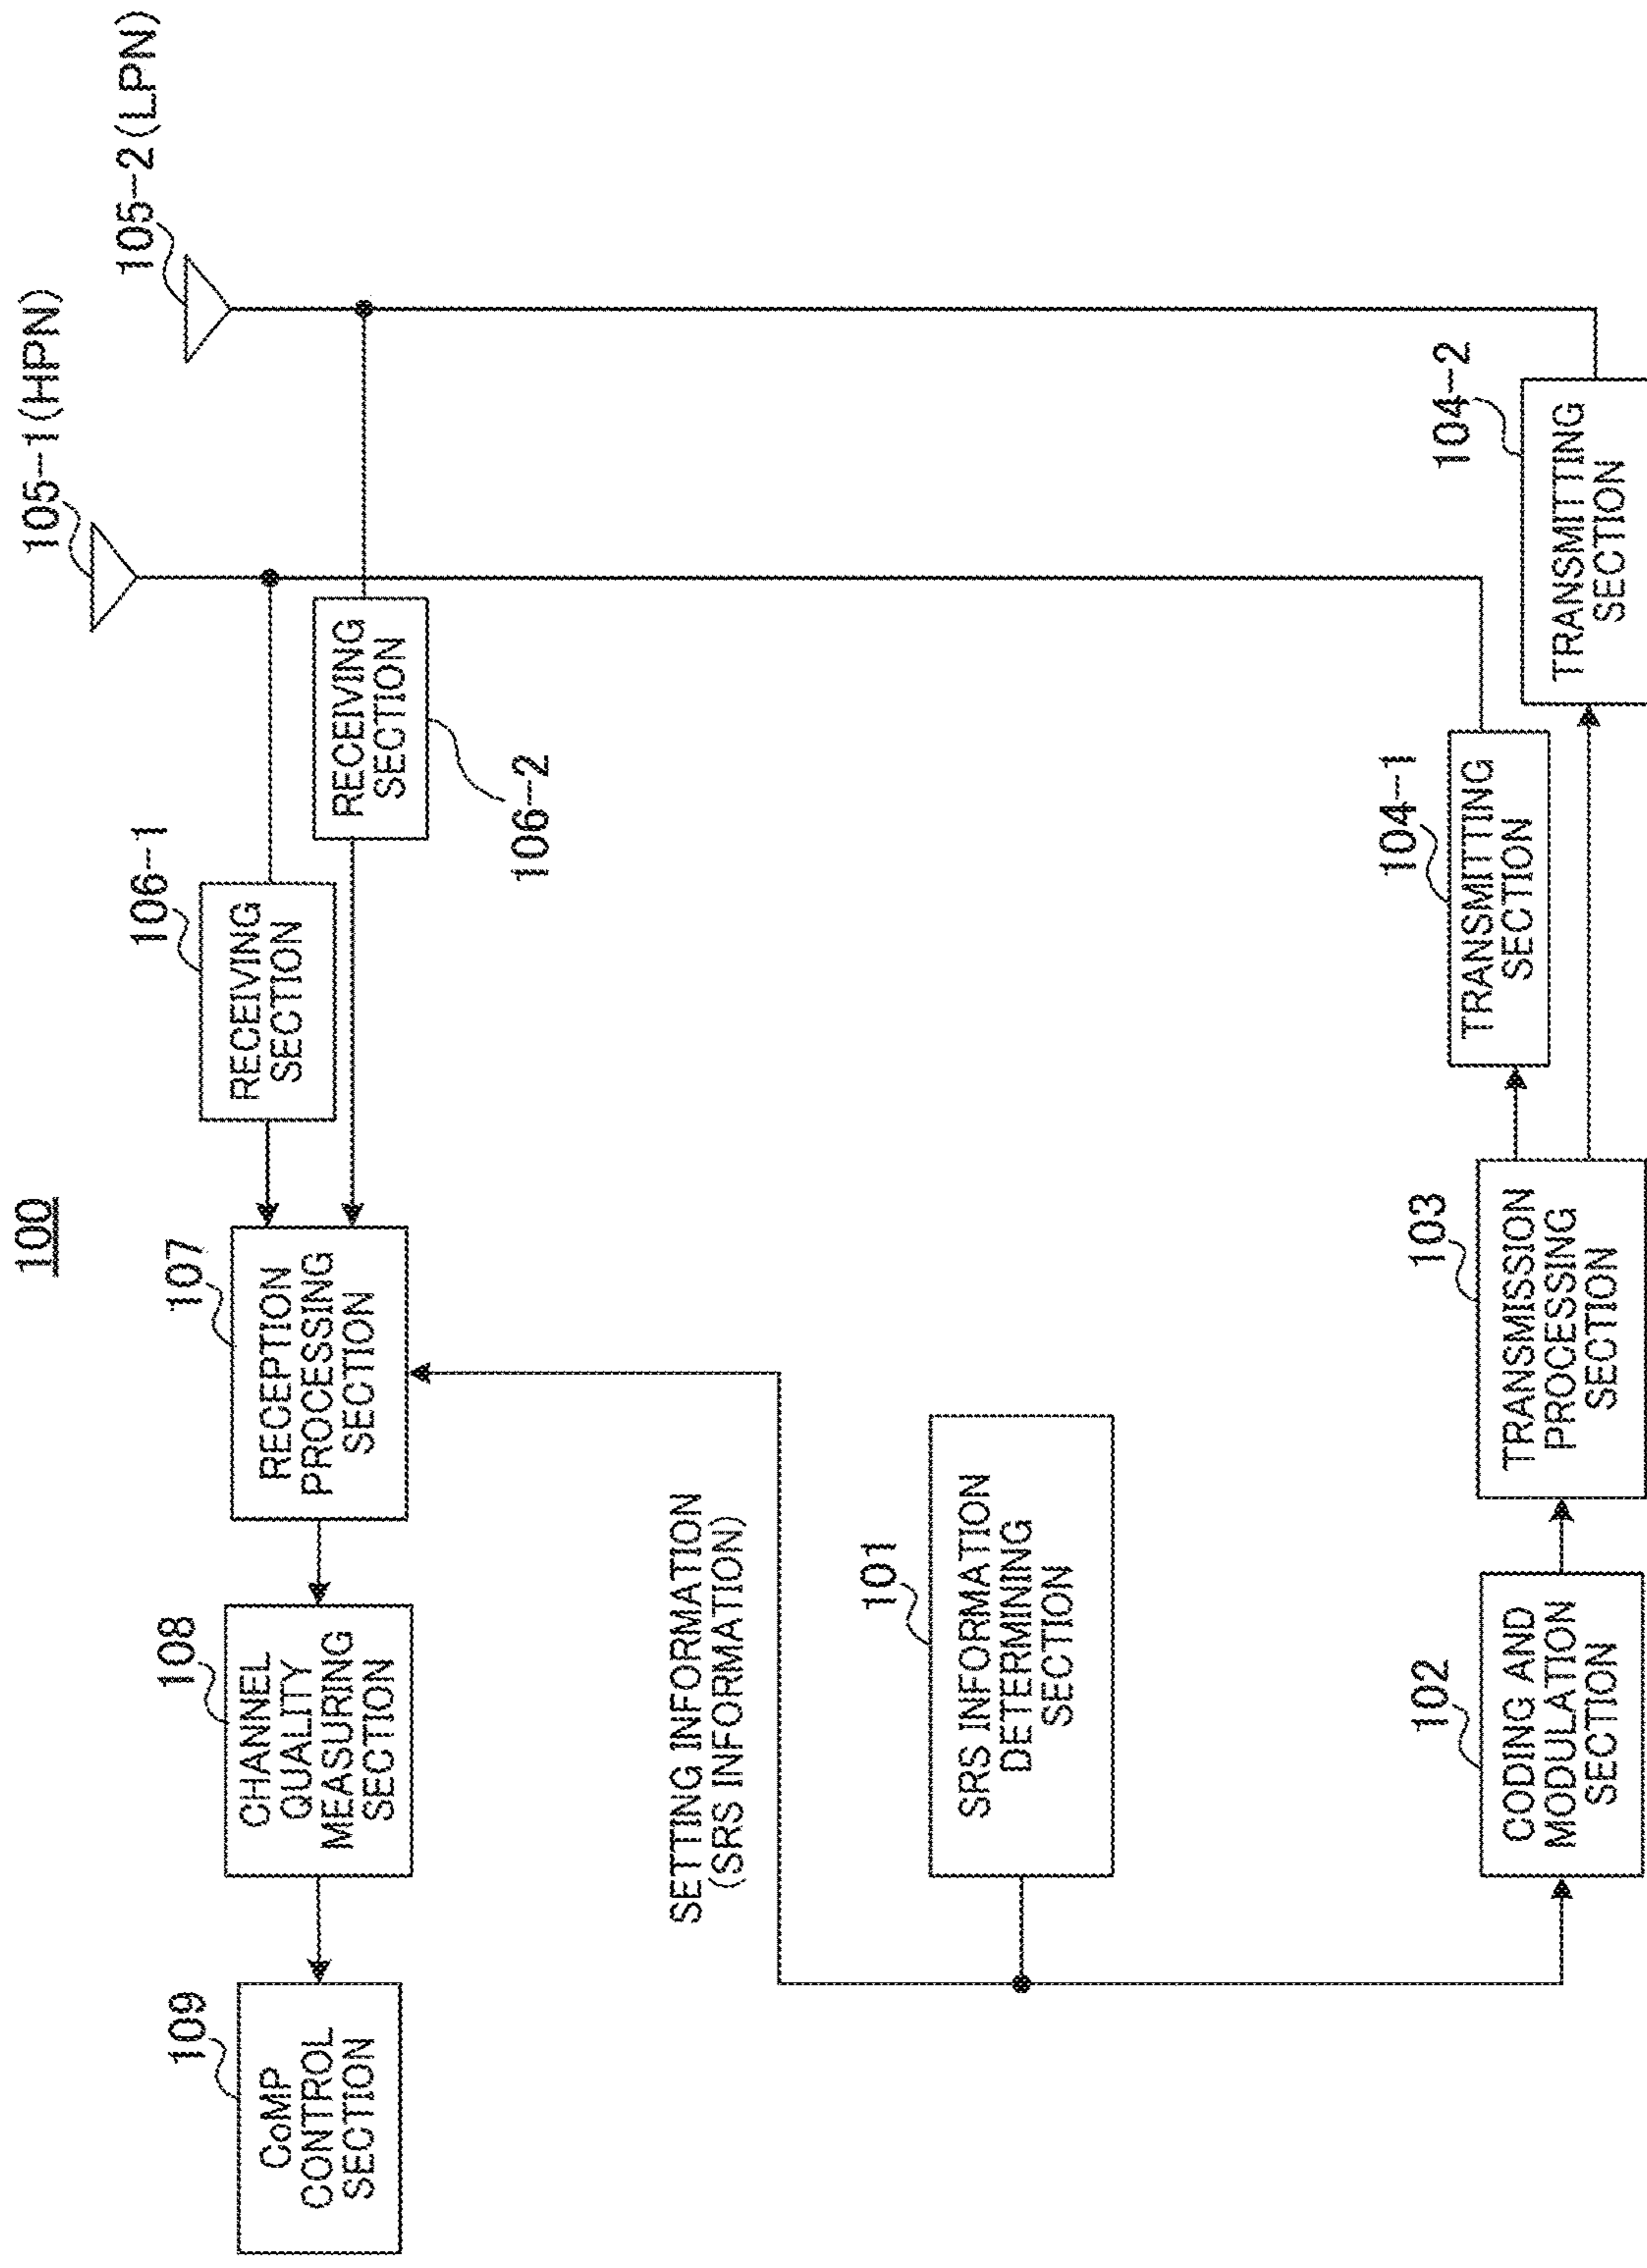 100
105-1(HPN)
105-2(LPN)
109
CoMP
CONTROL
SECTION
108
CHANNEL
QUALITY
MEASURING
SECTION
107
RECEPTION
PROCESSING
SECTION
106-1
RECEIVING
SECTION
RECEIVING
SECTION
106-2
SETTING INFORMATION
(SRS INFORMATION)
101
SRS INFORMATION
DETERMINING
SECTION
102
CODING AND
MODULATION
SECTION
103
TRANSMISSION
PROCESSING
SECTION
104-1
TRANSMITTING
SECTION
104-2
TRANSMITTING
SECTION